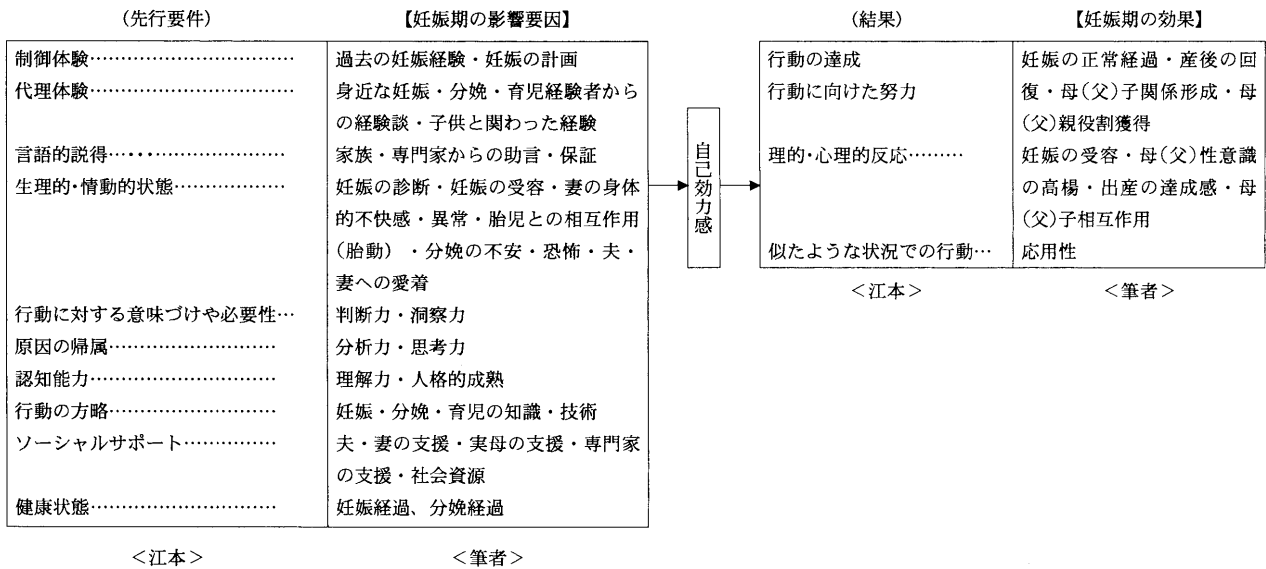 (先行要件)
【妊娠期の影響要因】
制御体験……………………………
過去の妊娠経験・妊娠の計画
代理体験……………………………
身近な妊娠・分娩・育児経験者から
の経験談・子供と関わった経験
言語的説得…・・……………………
家族・専門家からの助言・保証
生理的・情動的状態………………
妊娠の診断・妊娠の受容・妻の身体
的不快感・異常・胎児との相互作用
(胎動)・分娩の不安・恐怖・夫・
妻への愛着
行動に対する意味づけや必要性…
判断力・洞察力
原因の帰属………………………
分析力・思考力
認知能力…………………………
理解力・人格的成熟
行動の方略………………………
妊娠・分娩・育児の知識・技術
ソーシャルサポート……………
夫・妻の支援・実母の支援・専門家
の支援・社会資源
健康状態…………………………
妊娠経過、分娩経過
<江本>
<筆者>
自己効力感
(結果)
【妊娠期の効果】
行動の達成
妊娠の正常経過・産後の回
行動に向けた努力
復・母(父)子関係形成・母
(父)親役割獲得
理的・心理的反応………
妊娠の受容・母(父)性意識
の高楊・出産の達成感・母
(父)子相互作用
似たような状況での行動…
応用性
<江本>
<筆者>